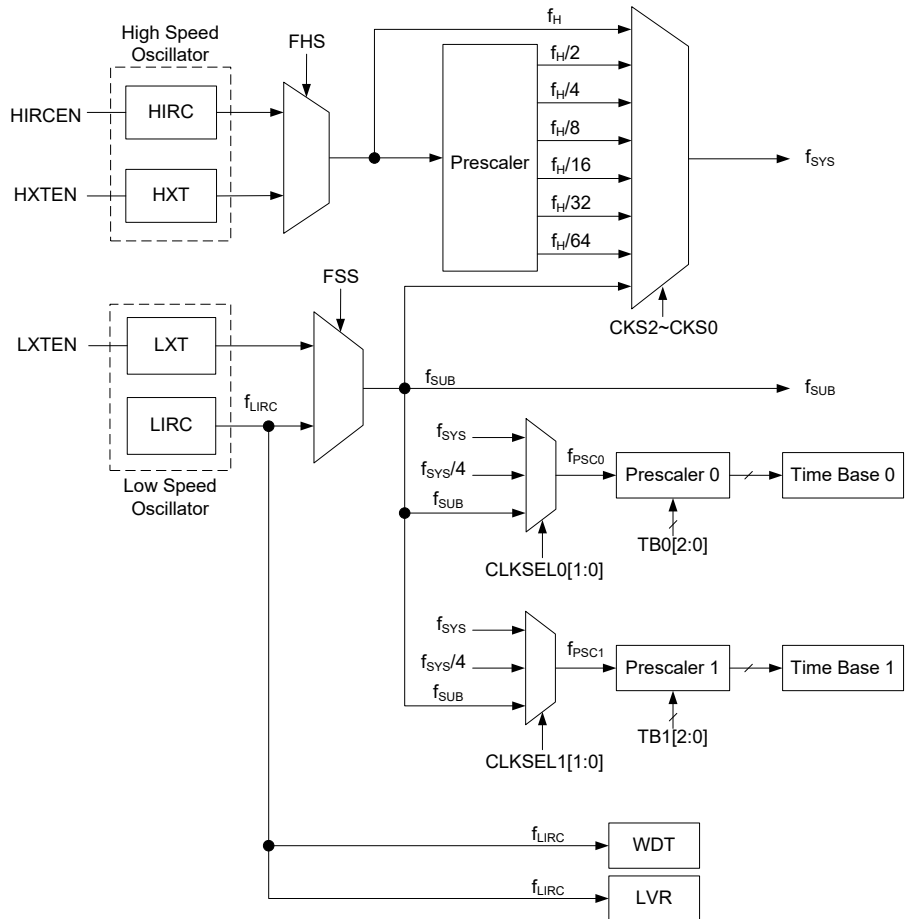 High Speed
Oscillator
FHS
HIRCEN
HIRC
HXTEN
HXT
Prescaler
fH
fH/2
fH/4
fH/8
fH/16
fH/32
fH/64
fSYS
CKS2~CKS0
FSS
LXTEN
LXT
LIRC
fLIRC
Low Speed
Oscillator
fSUB
fSUB
fSYS
fSYS/4
fSUB
fPSC0
Prescaler 0
Time Base 0
TB0[2:0]
CLKSEL0[1:0]
fSYS
fSYS/4
fSUB
fPSC1
Prescaler 1
Time Base 1
TB1[2:0]
CLKSEL1[1:0]
fLIRC
WDT
fLIRC
LVR